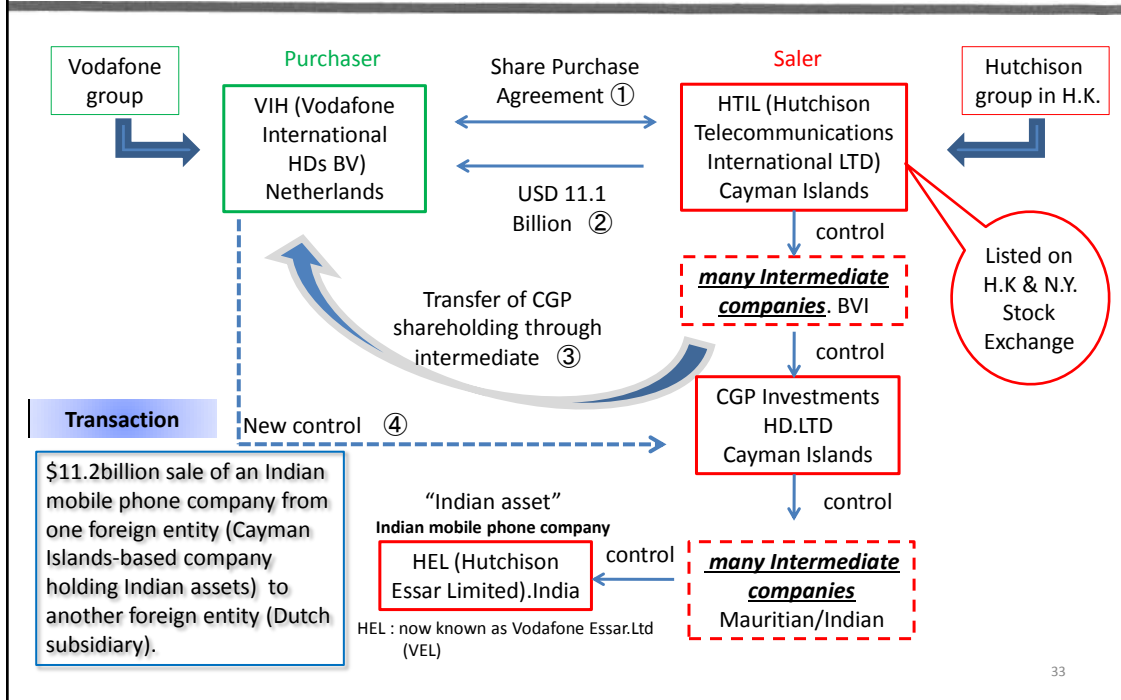 Vodafone
group
Purchaser
VIH (Vodafone
International
HDs BV)
Netherlands
Share Purchase
Agreement ①
USD 11.1
Billion ②
Saler
HTIL (Hutchison
Telecommunications
International LTD)
Cayman Islands
Hutchison
group in H.K.
control
Listed on
H.K & N.Y.
Stock
Exchange
many Intermediate
companies. BVI
control
Transfer of CGP
shareholding through
intermediate ③
CGP Investments
HD.LTD
Cayman Islands
New control ④
Transaction
$11.2billion sale of an Indian
mobile phone company from
one foreign entity (Cayman
Islands-based company
holding Indian assets) to
another foreign entity (Dutch
subsidiary).
control
many Intermediate
companies
Mauritian/Indian
control
“Indian asset”
Indian mobile phone company
HEL (Hutchison
Essar Limited).India
HEL : now known as Vodafone Essar.Ltd
(VEL)
33